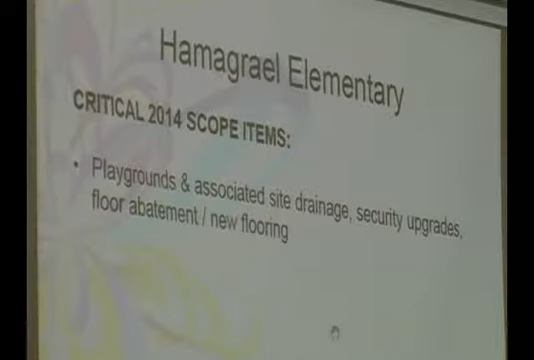 Hamagrael Elementary
CRITICAL 2014 SCOPE ITEMS:
• Playgrounds & associated site drainage, security upgrades,
floor abatement / new flooring